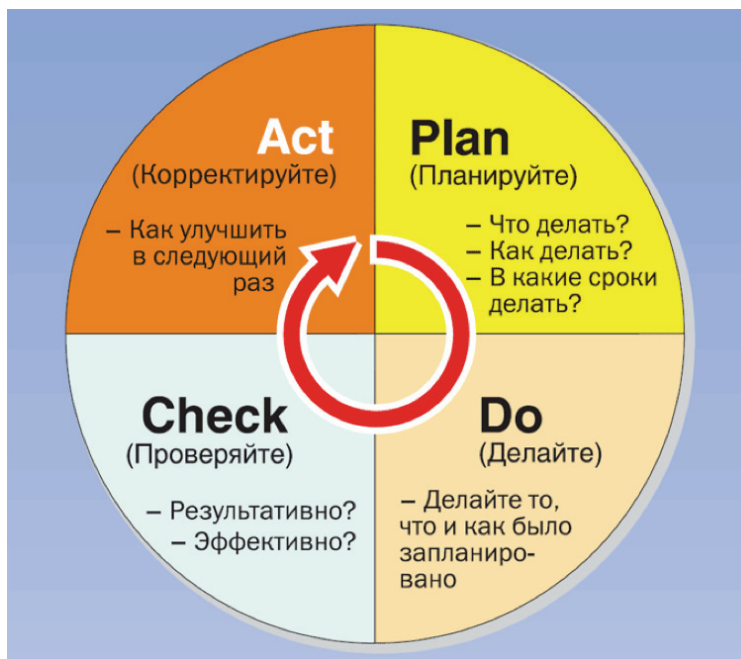 Act
(Корректируйте)
– Как улучшить
в следующий
раз
Plan
(Планируйте)
– Что делать?
– Как делать?
– В какие сроки
делать?
Check
(Проверяйте)
– Результативно?
– Эффективно?
Do
(Делайте)
– Делайте то,
что и как было
запланиро-
вано